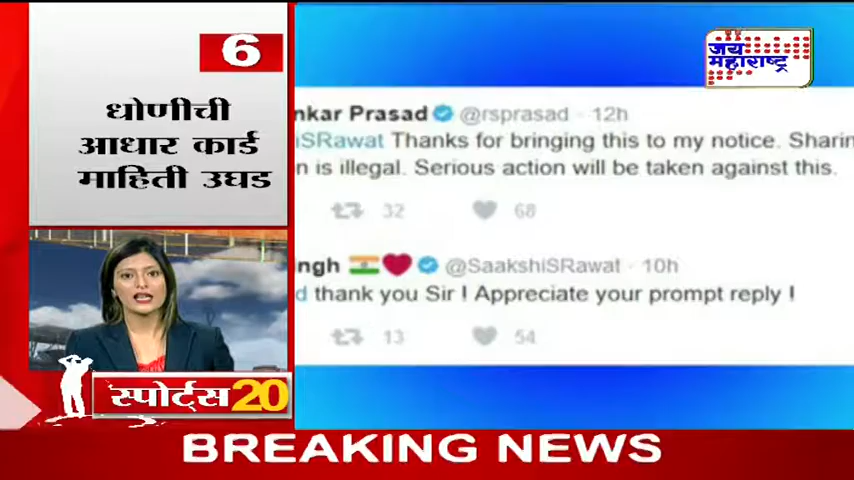 6
धोणीची
आधार कार्ड
माहिती उघड
जय
महाराष्ट्र
nkar Prasad @rsprasad · 12h
iSRawat Thanks for bringing this to my notice. Sharin
n is illegal. Serious action will be taken against this.
32 68
ingh @SaakshiSRawat · 10h
d thank you Sir ! Appreciate your prompt reply !
13 54
स्पोर्ट्स 20
BREAKING NEWS